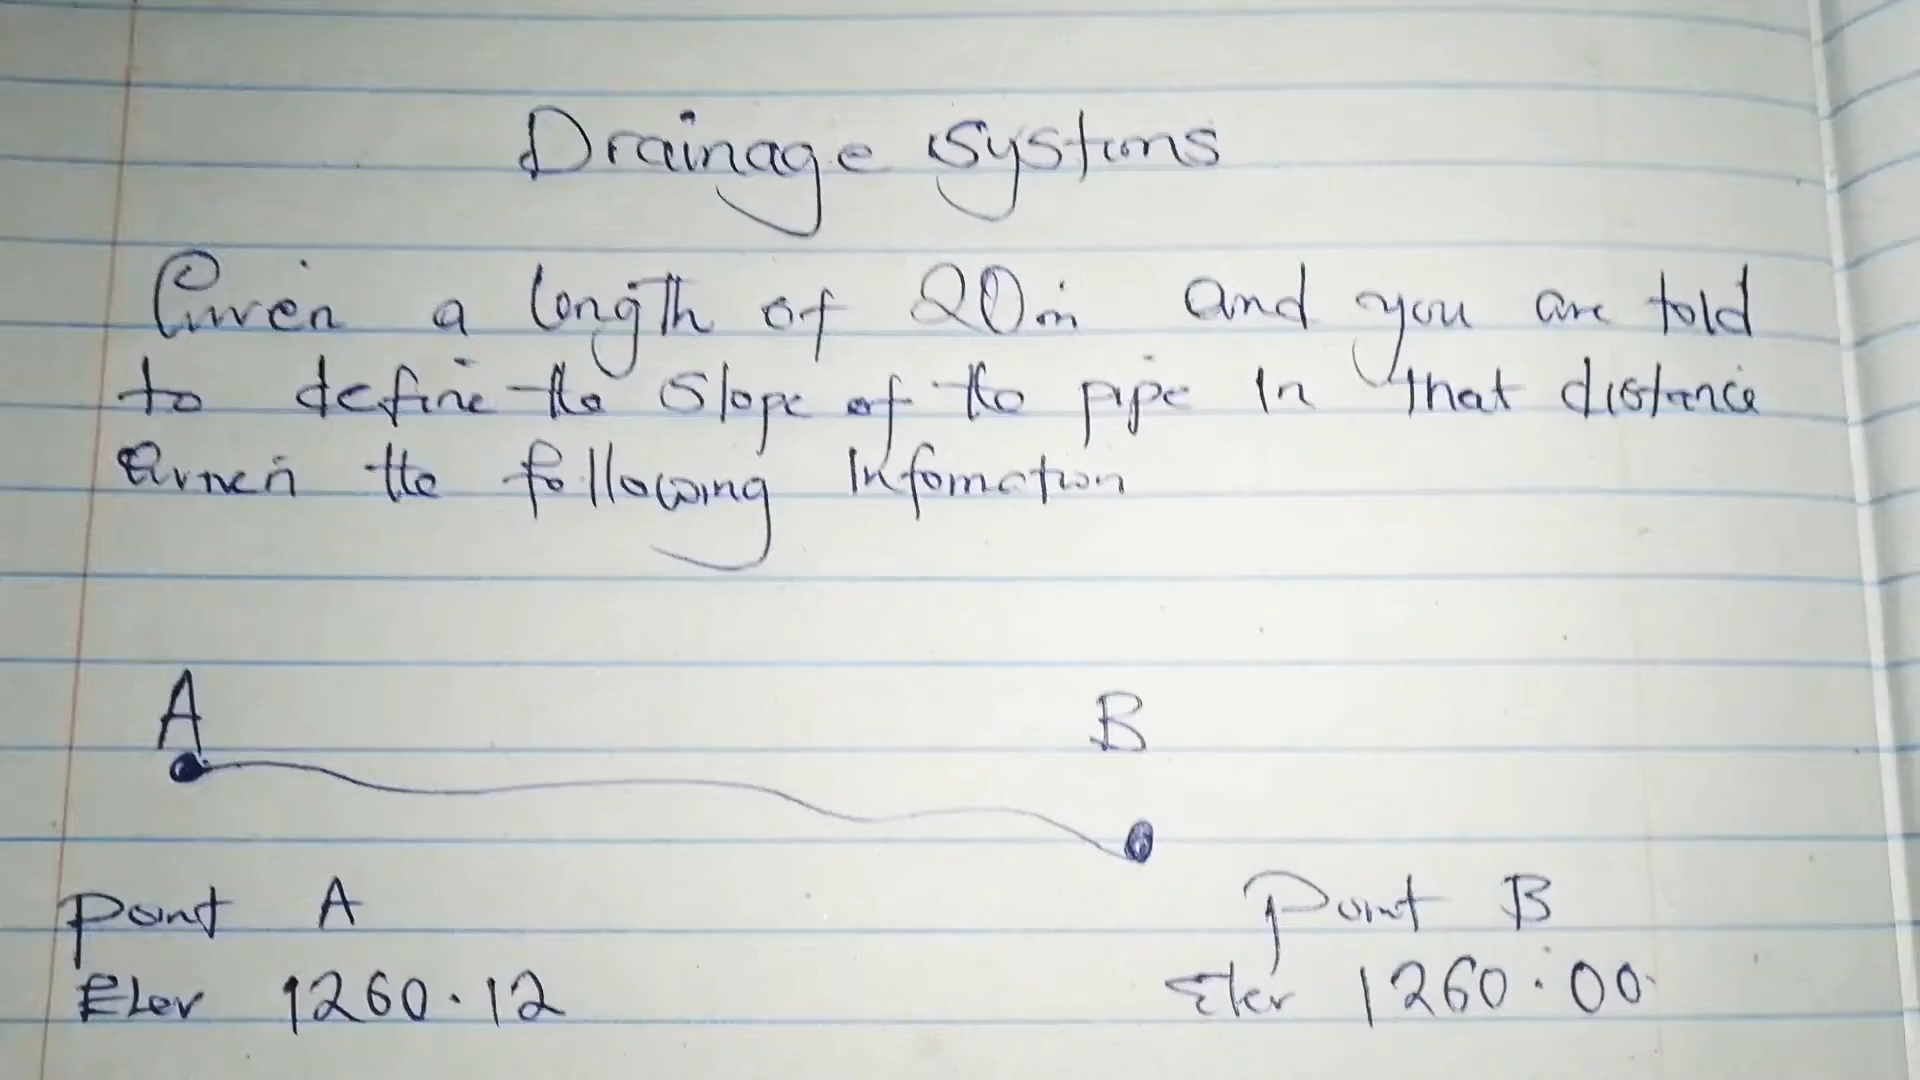 Drainage systems
Given a length of 20m and you are told
to define the slope of the pipe in that distance
Given the following Infomation
A
B
Point A
Point B
Elev 1260.12
Elev 1260.00